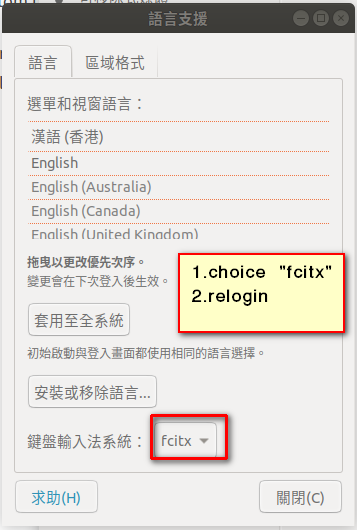 語言支援
語言
區域格式
選單和視窗語言：
漢語 (香港)
English
English (Australia)
English (Canada)
English (United Kingdom)
拖曳以更改優先次序。
變更會在下次登入後生效。
1.choice "fcitx"
2.relogin
套用至全系統
初始啟動與登入畫面都使用相同的語言選擇。
安裝或移除語言...
鍵盤輸入法系統：
fcitx
求助(H)
關閉(C)